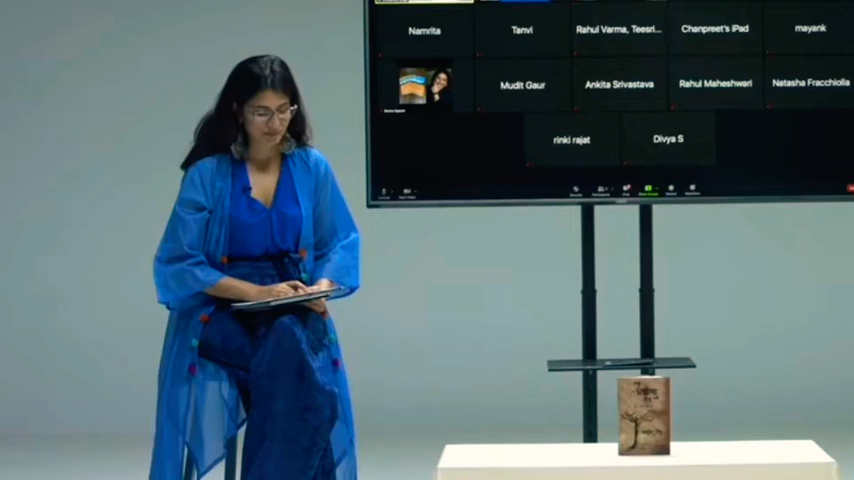 Namrita
Tanvi
Rahul Varma, Teesri...
Chanpreet's iPad
mayank
Mudit Gaur
Ankita Srivastava
Rahul Maheshwari
Natasha Fracchiolla
rinki rajat
Divya S